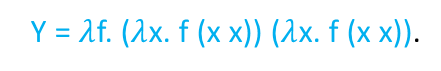 Y = λf. (λx. f (x x)) (λx. f (x x)).